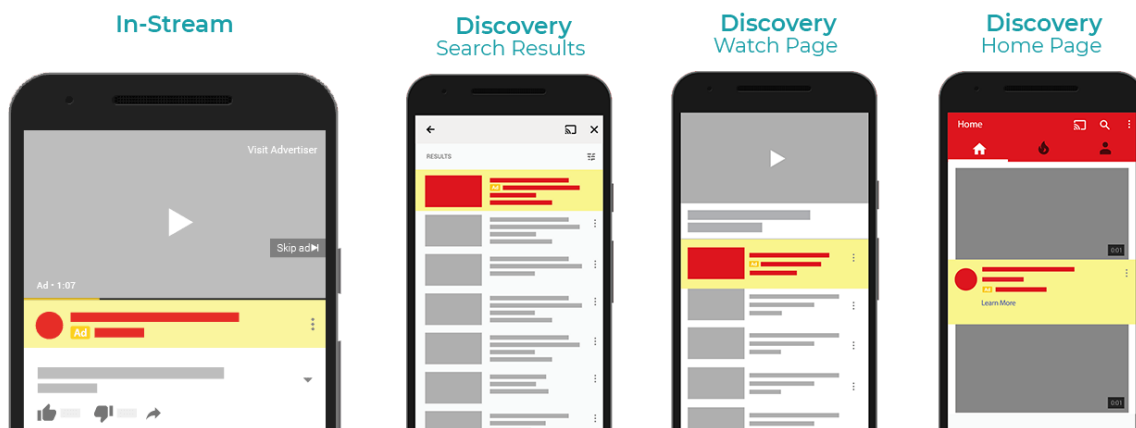 In-Stream
Visit Advertiser
Skip ad
Ad • 1:07
Ad
Discovery
Search Results
RESULTS
Ad
Discovery
Watch Page
Ad
Discovery
Home Page
Home
0:01
Ad
Learn More
0:01